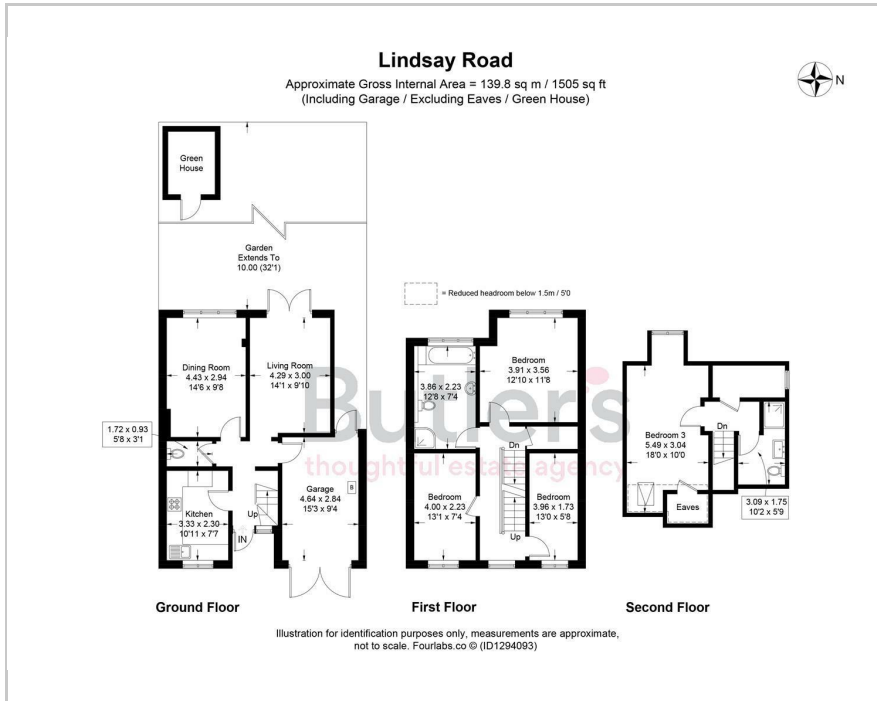 Lindsay Road
Approximate Gross Internal Area = 139.8 sq m / 1505 sq ft
(Including Garage / Excluding Eaves / Green House)
N
Green
House
Garden
Extends To
10.00 (32'1)
= Reduced headroom below 1.5m / 5'0
Dining Room
4.43 x 2.94
14'6 x 9'8
Living Room
4.29 x 3.00
14'1 x 9'10
1.72 x 0.93
5'8 x 3'1
Kitchen
3.33 x 2.30
10'11 x 7'7
Up
IN
Garage
4.64 x 2.84
15'3 x 9'4
B
Ground Floor
3.86 x 2.23
12'8 x 7'4
Bedroom
3.91 x 3.56
12'10 x 11'8
Dn
Bedroom
4.00 x 2.23
13'1 x 7'4
Bedroom
3.96 x 1.73
13'0 x 5'8
Up
First Floor
Bedroom 3
5.49 x 3.04
18'0 x 10'0
Dn
Eaves
3.09 x 1.75
10'2 x 5'9
Second Floor
Butler's
thoughtful estate agency
Illustration for identification purposes only, measurements are approximate,
not to scale. Fourlabs.co © (ID1294093)